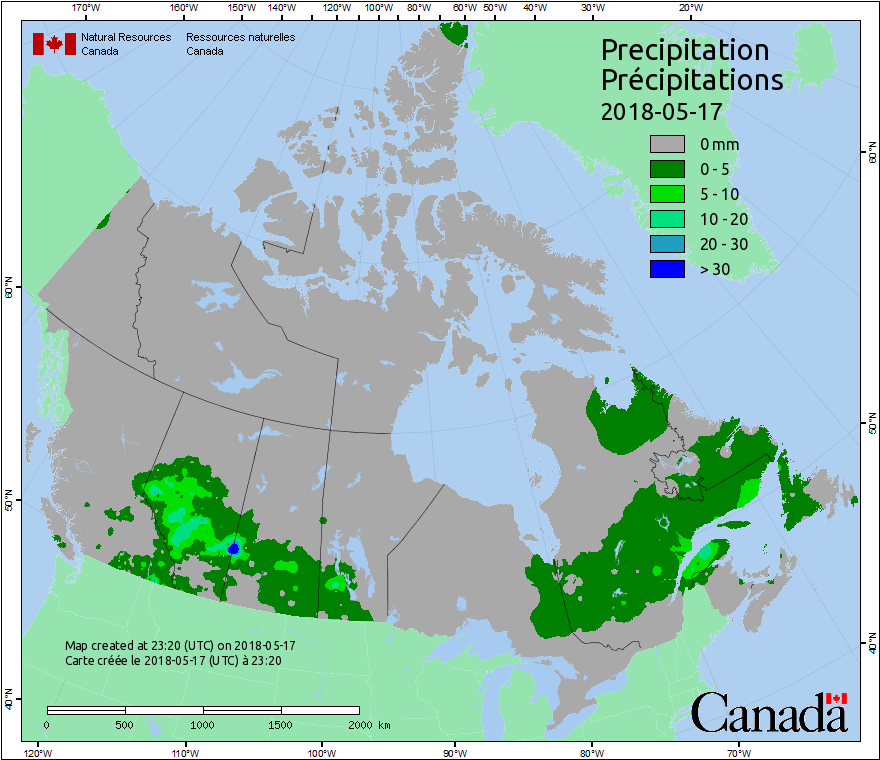 170°W 160°W 150°W 140°W 120°W 100°W 80°W 60°W 50°W 40°W 30°W 20°W
Natural Resources Ressources naturelles
Canada Canada
Precipitation
Précipitations
2018-05-17
0 mm
0 - 5
5 - 10
10 - 20
20 - 30
> 30
60°N 60°N
50°N 50°N
40°N 40°N
Map created at 23:20 (UTC) on 2018-05-17
Carte créée le 2018-05-17 (UTC) à 23:20
0 500 1000 1500 2000 km
Canada
120°W 110°W 100°W 90°W 80°W 70°W